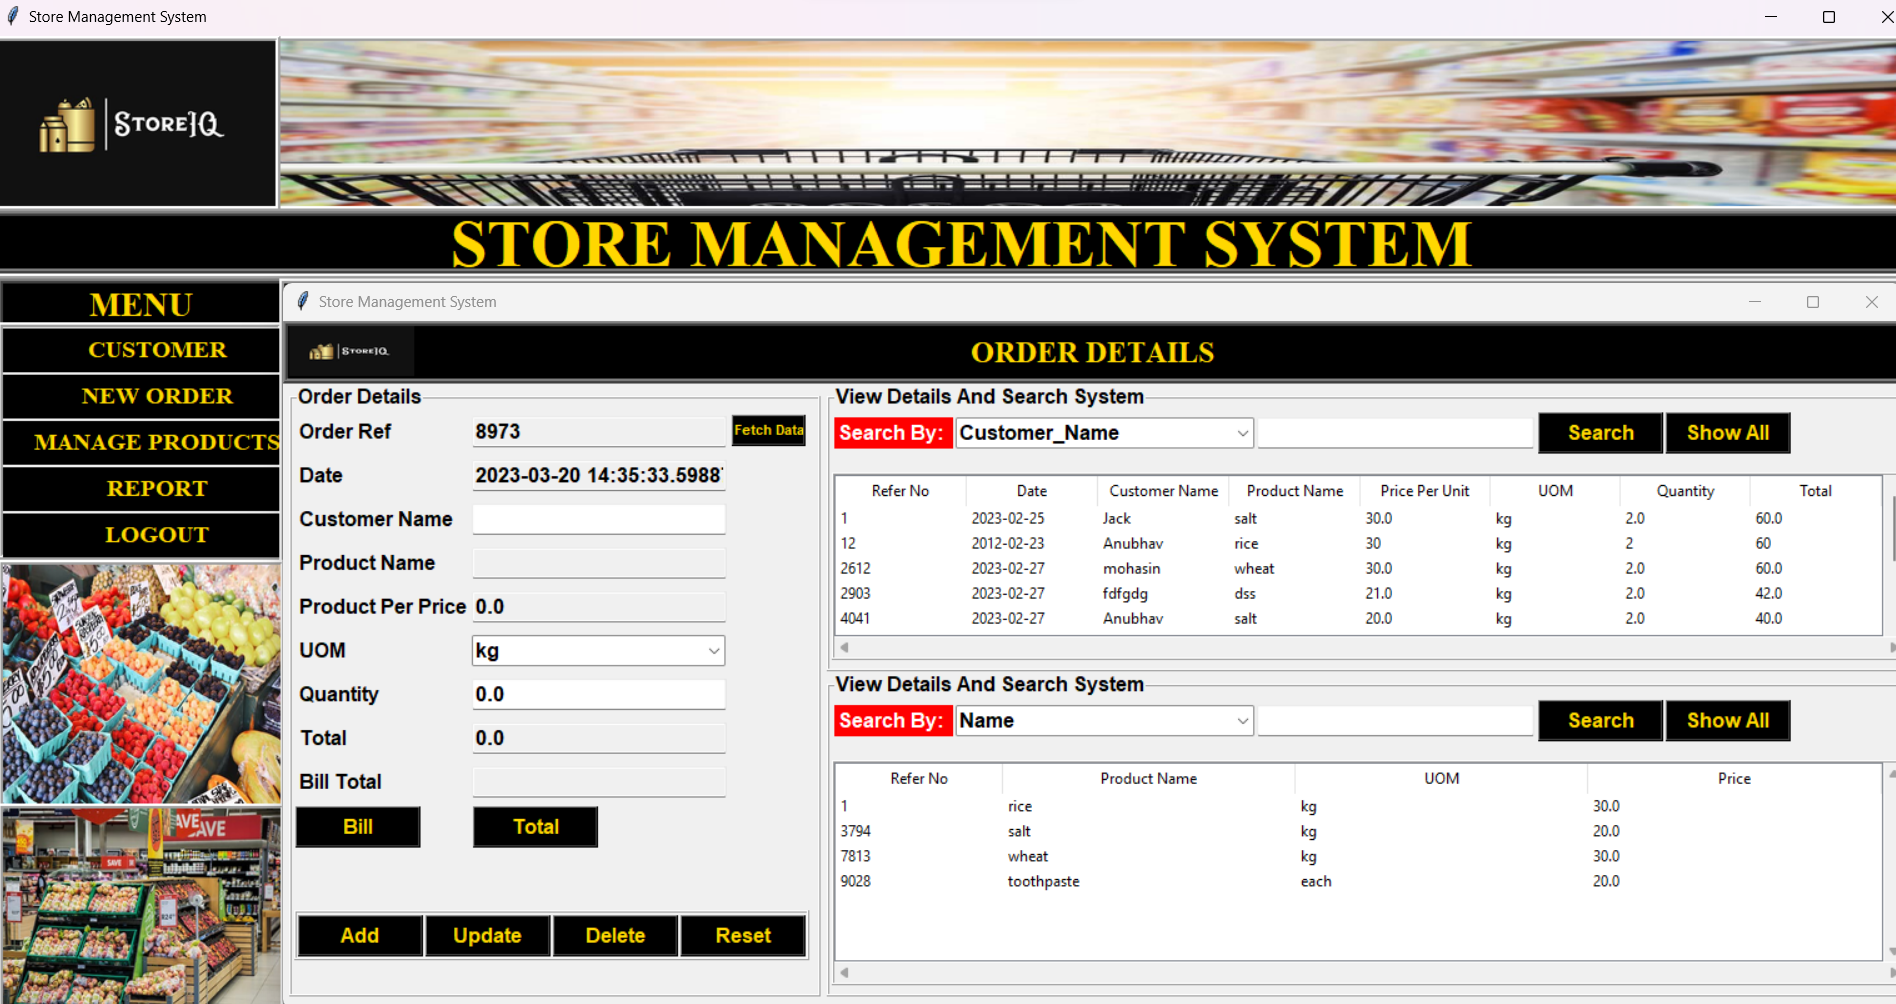 Store Management System
STOREIQ
STORE MANAGEMENT SYSTEM
MENU
CUSTOMER
NEW ORDER
MANAGE PRODUCTS
REPORT
LOGOUT
Store Management System
STOREIQ
ORDER DETAILS
Order Details
Order Ref 8973 Fetch Data
Date 2023-03-20 14:35:33.5988
Customer Name
Product Name
Product Per Price 0.0
UOM kg
Quantity 0.0
Total 0.0
Bill Total
Bill Total
Add Update Delete Reset
View Details And Search System
Search By: Customer_Name Search Show All
Refer No Date Customer Name Product Name Price Per Unit UOM Quantity Total
1 2023-02-25 Jack salt 30.0 kg 2.0 60.0
12 2012-02-23 Anubhav rice 30 kg 2 60
2612 2023-02-27 mohasin wheat 30.0 kg 2.0 60.0
2903 2023-02-27 fdfgdg dss 21.0 kg 2.0 42.0
4041 2023-02-27 Anubhav salt 20.0 kg 2.0 40.0
View Details And Search System
Search By: Name Search Show All
Refer No Product Name UOM Price
1 rice kg 30.0
3794 salt kg 20.0
7813 wheat kg 30.0
9028 toothpaste each 20.0
SAVE
SAVE